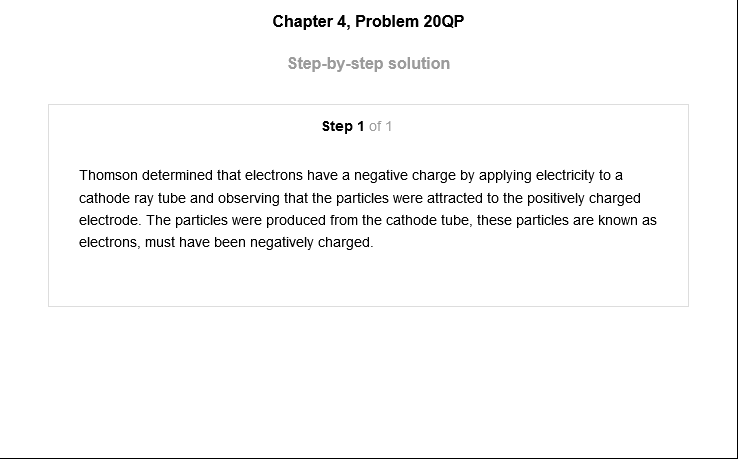 Chapter 4, Problem 20QP
Step-by-step solution
Step 1 of 1
Thomson determined that electrons have a negative charge by applying electricity to a
cathode ray tube and observing that the particles were attracted to the positively charged
electrode. The particles were produced from the cathode tube, these particles are known as
electrons, must have been negatively charged.